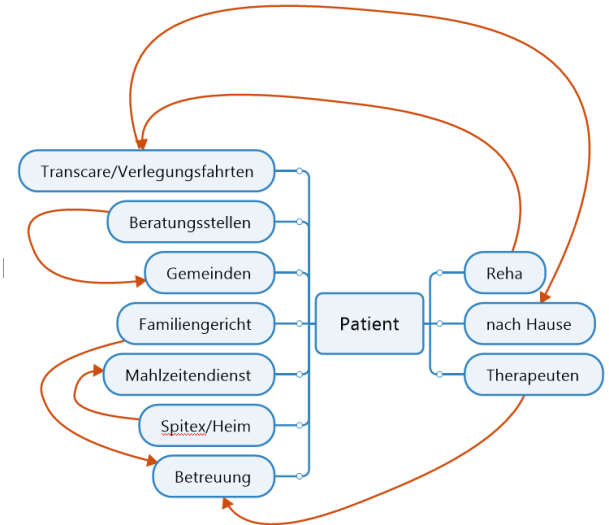 Transcare/Verlegungsfahrten
Beratungsstellen
Gemeinden
Familiengericht
Mahlzeitendienst
Spitex/Heim
Betreuung
Patient
Reha
nach Hause
Therapeuten